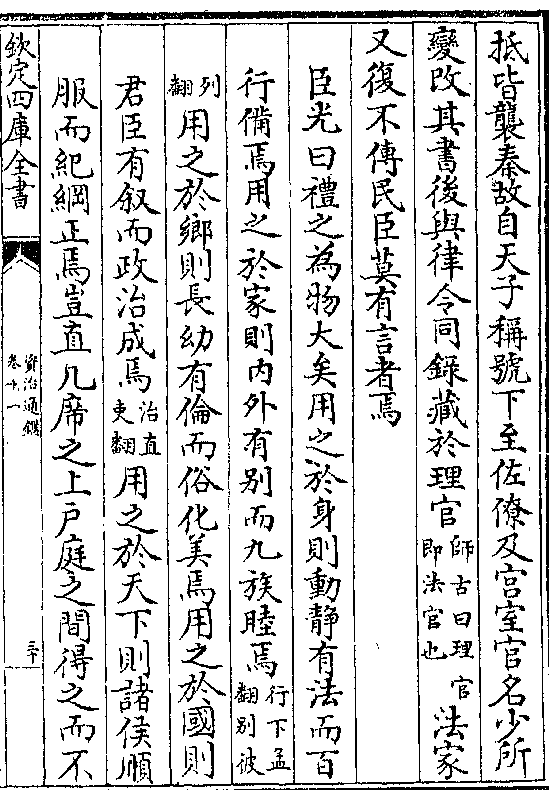 抵皆襲秦故自天子稱號下至佐僚及宫室官名少所
變改其書後與律令同錄藏於理官師古曰理官即法官也法家
又復不傳民臣莫有言者焉
臣光曰禮之為物大矣用之於身則動静有法而百
行備焉用之於家則内外有别而九族睦焉行下孟翻别彼
列翻用之於鄉則長幼有倫而俗化美焉用之於國則
君臣有叙而政治成焉治直吏翻用之於天下則諸侯順
服而紀綱正焉豈直几席之上戶庭之間得之而不
欽定四庫全書
資治通鑑
卷十一
三十